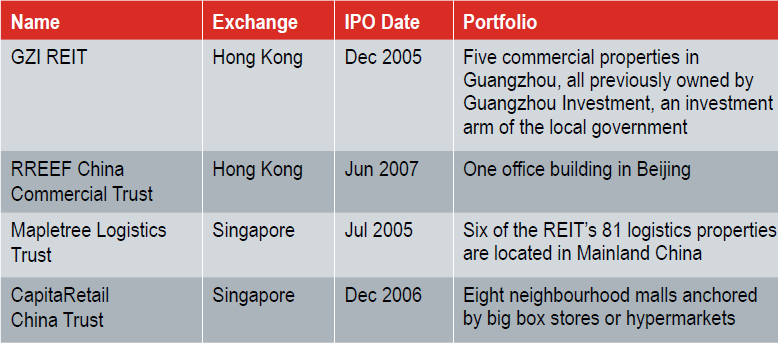 Name Exchange IPO Date Portfolio
GZI REIT Hong Kong Dec 2005 Five commercial properties in
Guangzhou, all previously owned by
Guangzhou Investment, an investment
arm of the local government
RREEF China Hong Kong Jun 2007 One office building in Beijing
Commercial Trust
Mapletree Logistics Singapore Jul 2005 Six of the REIT's 81 logistics properties
Trust are located in Mainland China
CapitaRetail Singapore Dec 2006 Eight neighbourhood malls anchored
China Trust by big box stores or hypermarkets